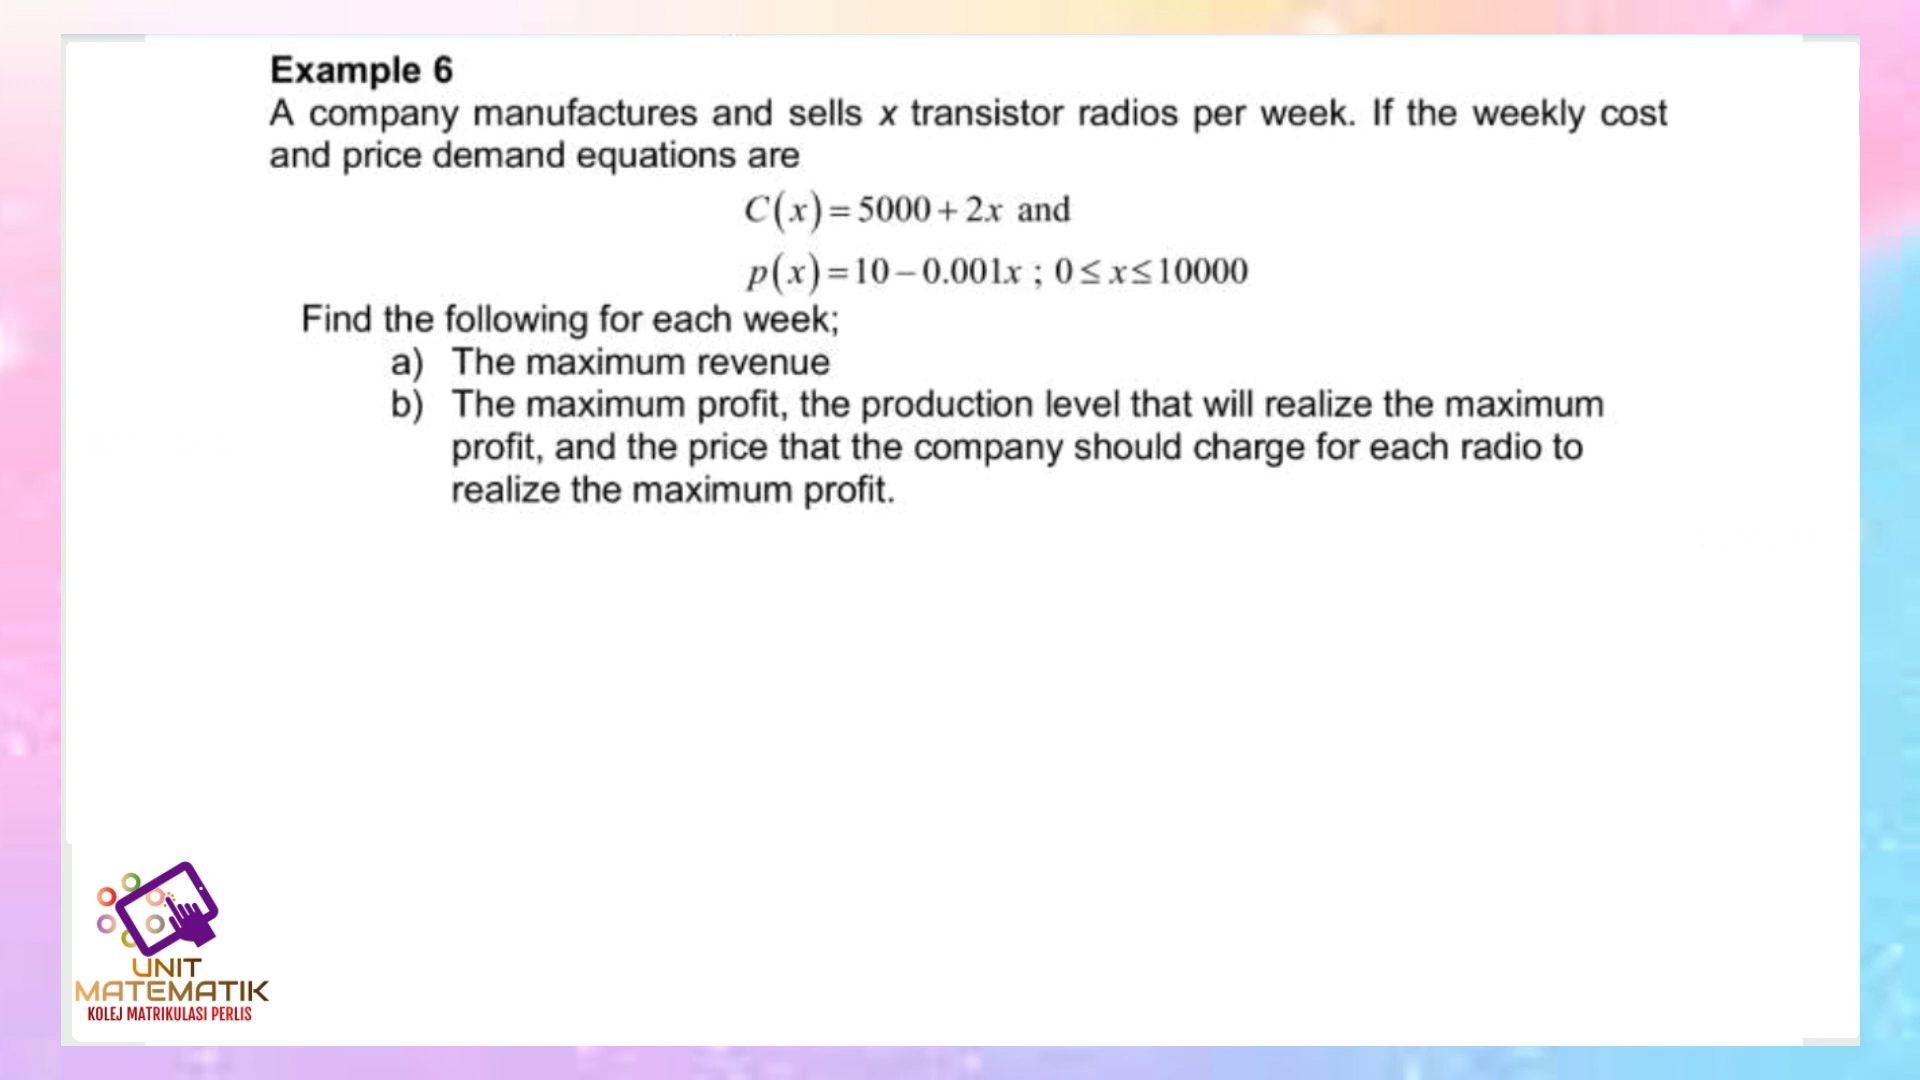 Example 6
A company manufactures and sells x transistor radios per week. If the weekly cost
and price demand equations are
C(x)=5000+2x and
p(x)=10–0.001x ; 0≤x≤10000
Find the following for each week;
a) The maximum revenue
b) The maximum profit, the production level that will realize the maximum
profit, and the price that the company should charge for each radio to
realize the maximum profit.
UNIT
MATEMATIK
KOLEJ MATRIKULASI PERLIS